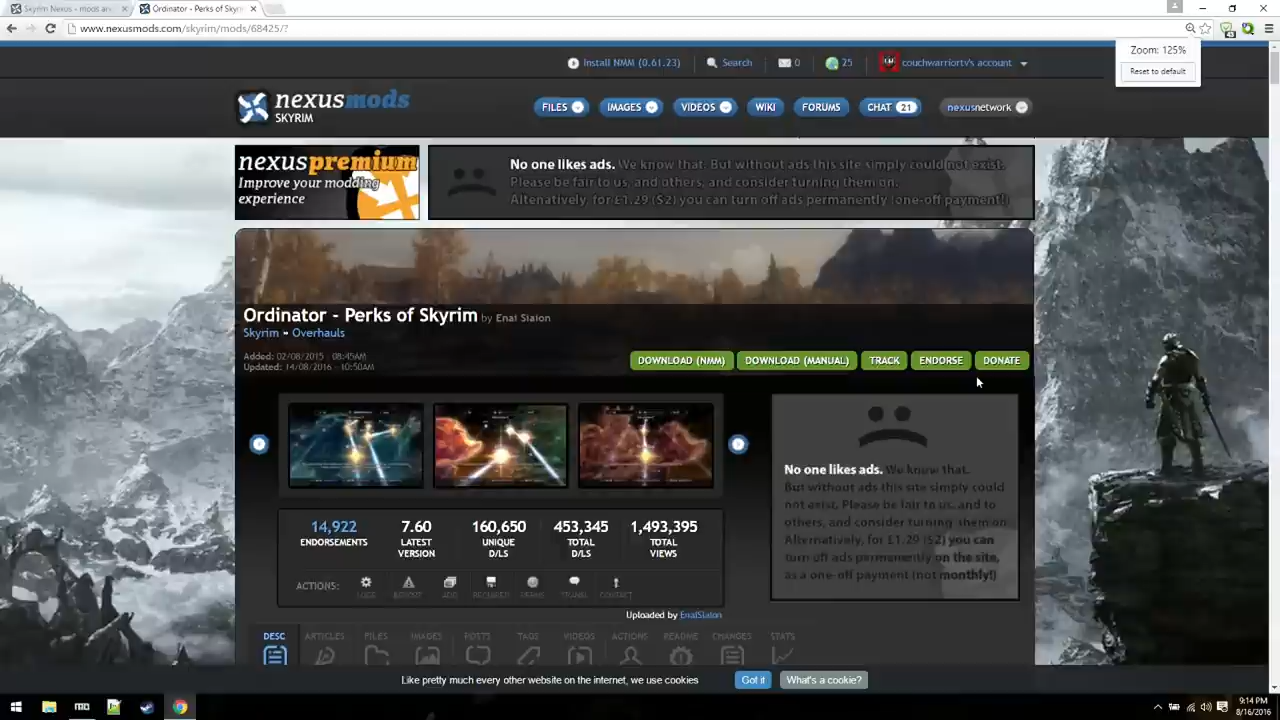 Skyrim Nexus - mods an
Ordinator - Perks of Skyri
www.nexusmods.com/skyrim/mods/68425/?
Zoom: 125%
Reset to default
Install NMM (0.61.23)
Search
0
25
couchwarriortv's account
nexusmods
SKYRIM
FILES
IMAGES
VIDEOS
WIKI
FORUMS
CHAT 21
nexusnetwork
nexuspremium
Improve your modding
experience
No one likes ads. We know that. But without ads this site simply could not exist.
Please be fair to us, and others, and consider turning them on.
Altenatively, for £1.29 ($2) you can turn off ads permanently (one-off payment!)
Ordinator - Perks of Skyrim by Enai Siaion
Skyrim » Overhauls
Added: 02/08/2015 - 08:45AM
Updated: 14/08/2016 - 10:50AM
DOWNLOAD (NMM)
DOWNLOAD (MANUAL)
TRACK
ENDORSE
DONATE
No one likes ads. We know that.
But without ads this site simply could
not exist. Please be fair to us, and to
others, and consider turning them on
Alternatively, for £1.29 ($2) you can
turn off ads permanently on the site,
as a one-off payment (not monthly!)
14,922
ENDORSEMENTS
7.60
LATEST
VERSION
160,650
UNIQUE
D/LS
453,345
TOTAL
D/LS
1,493,395
TOTAL
VIEWS
ACTIONS:
ADD
Uploaded by EnaiSiaion
DESC
ARTICLES
FILES
IMAGES
POSTS
TAGS
VIDEOS
ACTIONS
README
CHANGES
STATS
Like pretty much every other website on the internet, we use cookies
Got it
What's a cookie?
9:14 PM
8/16/2016